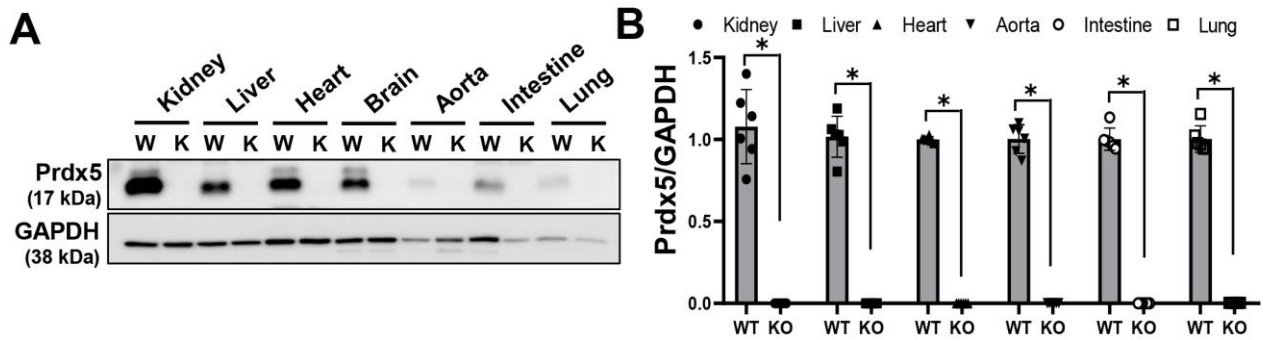 A
Kidney Liver Heart Brain Aorta Intestine Lung
W K W K W K W K W K W K W K
Prdx5
(17 kDa)
GAPDH
(38 kDa)
B
Kidney Liver Heart Aorta Intestine Lung
Prdx5/GAPDH
1.5
1.0
0.5
0.0
* * * * * *
WT KO WT KO WT KO WT KO WT KO WT KO